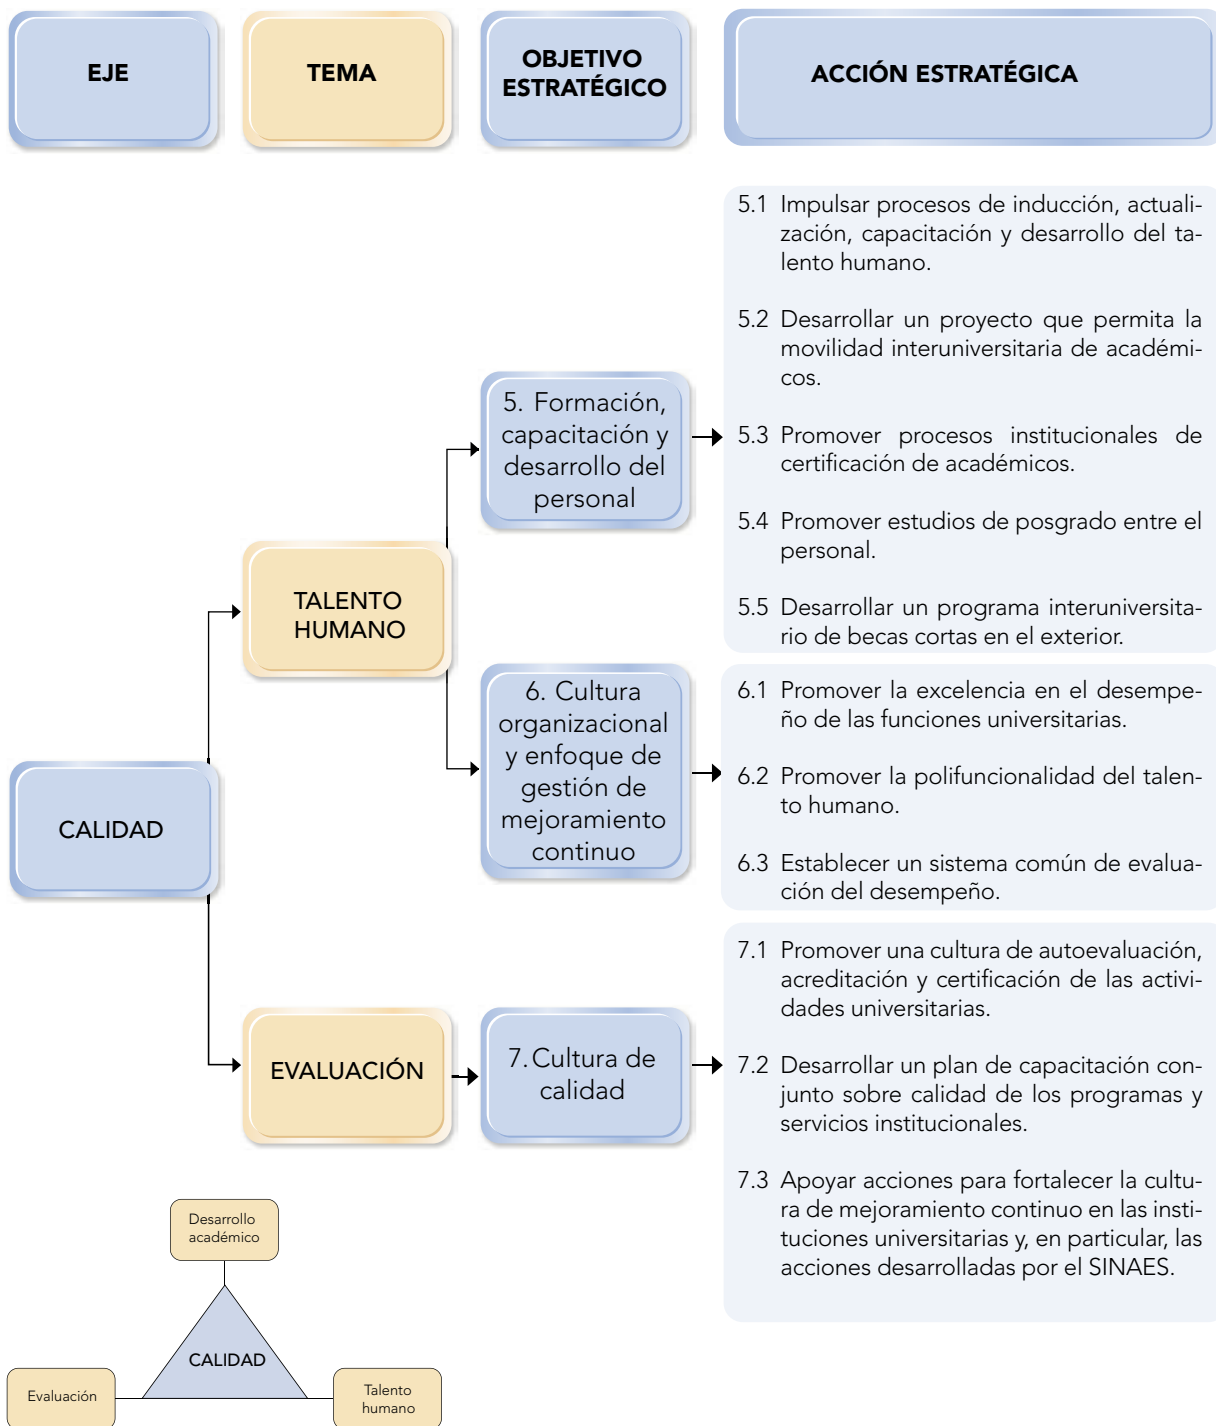 EJE
TEMA
OBJETIVO
ESTRATÉGICO
ACCIÓN ESTRATÉGICA
CALIDAD
TALENTO
HUMANO
5. Formación,
capacitación y
desarrollo del
personal
5.1 Impulsar procesos de inducción, actuali-
zación, capacitación y desarrollo del ta-
lento humano.
5.2 Desarrollar un proyecto que permita la
movilidad interuniversitaria de académi-
cos.
5.3 Promover procesos institucionales de
certificación de académicos.
5.4 Promover estudios de posgrado entre el
personal.
5.5 Desarrollar un programa interuniversita-
rio de becas cortas en el exterior.
6. Cultura
organizacional
y enfoque de
gestión de
mejoramiento
continuo
6.1 Promover la excelencia en el desempe-
ño de las funciones universitarias.
6.2 Promover la polifuncionalidad del talen-
to humano.
6.3 Establecer un sistema común de evalua-
ción del desempeño.
EVALUACIÓN
7. Cultura de
calidad
7.1 Promover una cultura de autoevaluación,
acreditación y certificación de las activi-
dades universitarias.
7.2 Desarrollar un plan de capacitación con-
junto sobre calidad de los programas y
servicios institucionales.
7.3 Apoyar acciones para fortalecer la cultu-
ra de mejoramiento continuo en las insti-
tuciones universitarias y, en particular, las
acciones desarrolladas por el SINAES.
Desarrollo
académico
CALIDAD
Evaluación
Talento
humano